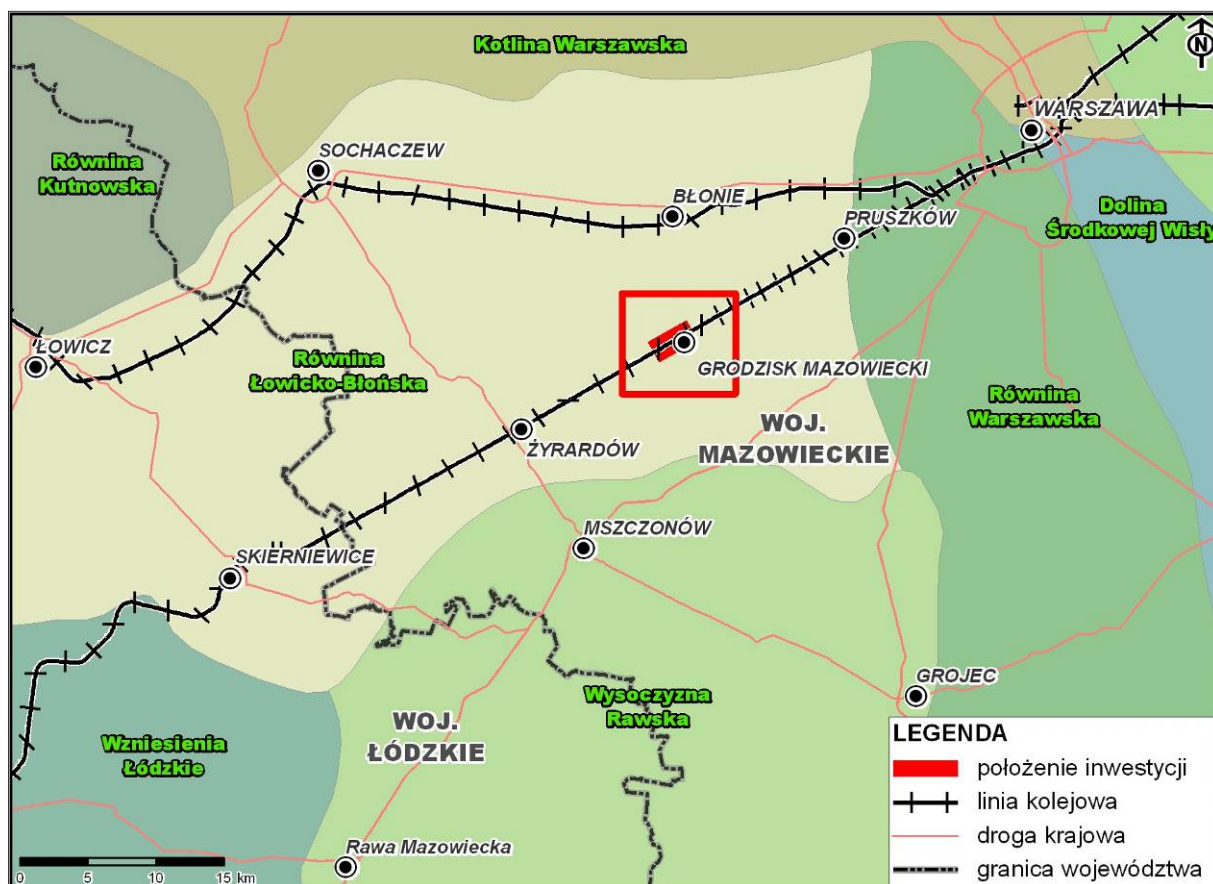 Kotlina Warszawska
N
WARSZAWA
SOCHACZEW
Równina
Kutnowska
BŁONIE
PRUSZKÓW
Dolina
Środkowej Wisły
ŁOWICZ
Równina
Łowicko-Błońska
GRODZISK MAZOWIECKI
Równina
Warszawska
ŻYRARDÓW
WOJ.
MAZOWIECKIE
MSZCZONÓW
SKIERNIEWICE
GROJEC
Wysoczyzna
Rawska
WOJ.
ŁÓDZKIE
Wzniesienia
Łódzkie
Rawa Mazowiecka
0 5 10 15 km
LEGENDA
położenie inwestycji
linia kolejowa
droga krajowa
granica województwa